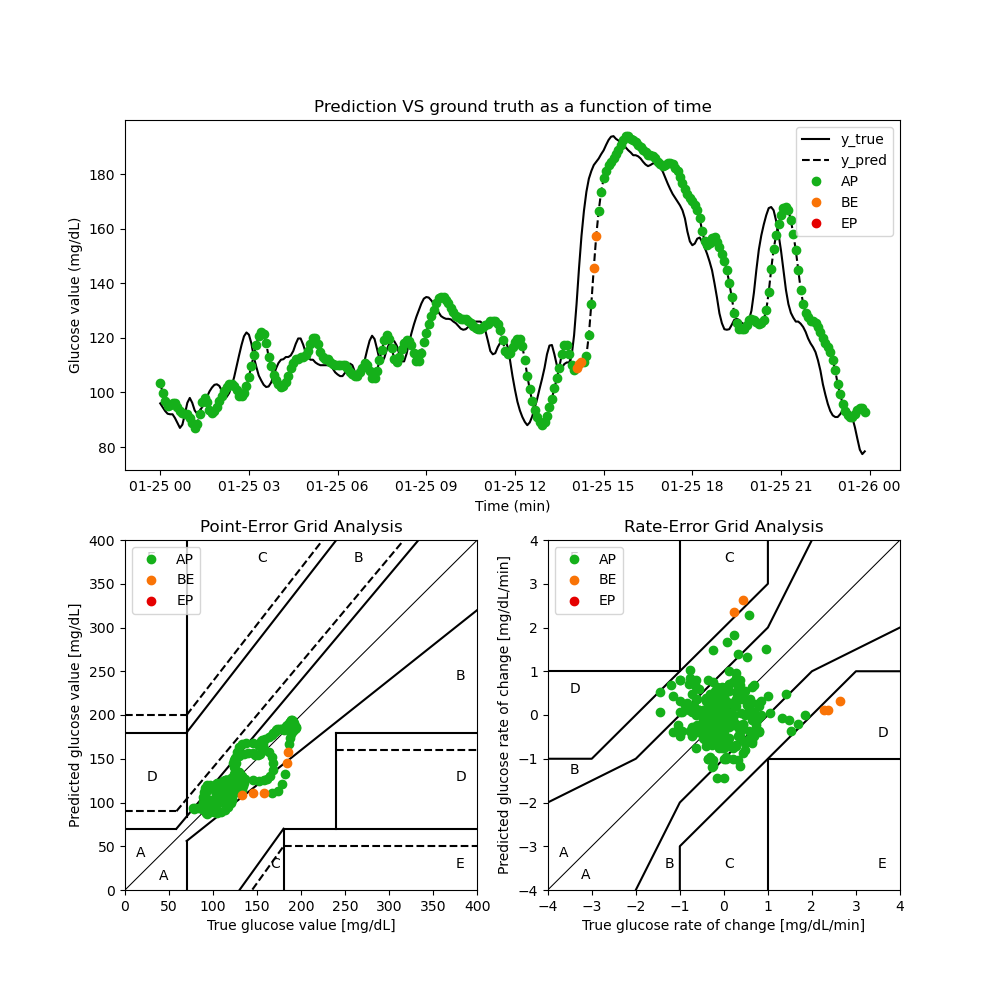 Prediction VS ground truth as a function of time
Glucose value (mg/dL)
180
160
140
120
100
80
y_true
y_pred
AP
BE
EP
01-25 00
01-25 03
01-25 06
01-25 09
01-25 12
01-25 15
01-25 18
01-25 21
01-26 00
Time (min)
Point-Error Grid Analysis
Predicted glucose value [mg/dL]
400
350
300
250
200
150
100
50
0
AP
BE
EP
C
B
B
D
D
A
A
C
E
0
50
100
150
200
250
300
350
400
True glucose value [mg/dL]
Rate-Error Grid Analysis
Predicted glucose rate of change [mg/dL/min]
4
3
2
1
0
−1
−2
−3
−4
AP
BE
EP
C
D
D
B
A
A
B
C
E
−4
−3
−2
−1
0
1
2
3
4
True glucose rate of change [mg/dL/min]